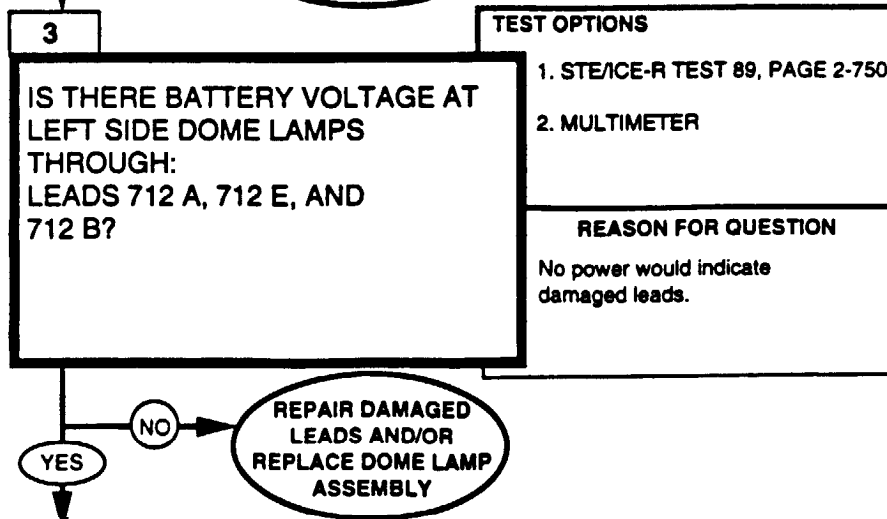 3
IS THERE BATTERY VOLTAGE AT
LEFT SIDE DOME LAMPS
THROUGH:
LEADS 712 A, 712 E, AND
712 B?
TEST OPTIONS
1. STE/ICE-R TEST 89, PAGE 2-750
2. MULTIMETER
REASON FOR QUESTION
No power would indicate
damaged leads.
NO
REPAIR DAMAGED
LEADS AND/OR
REPLACE DOME LAMP
ASSEMBLY
YES